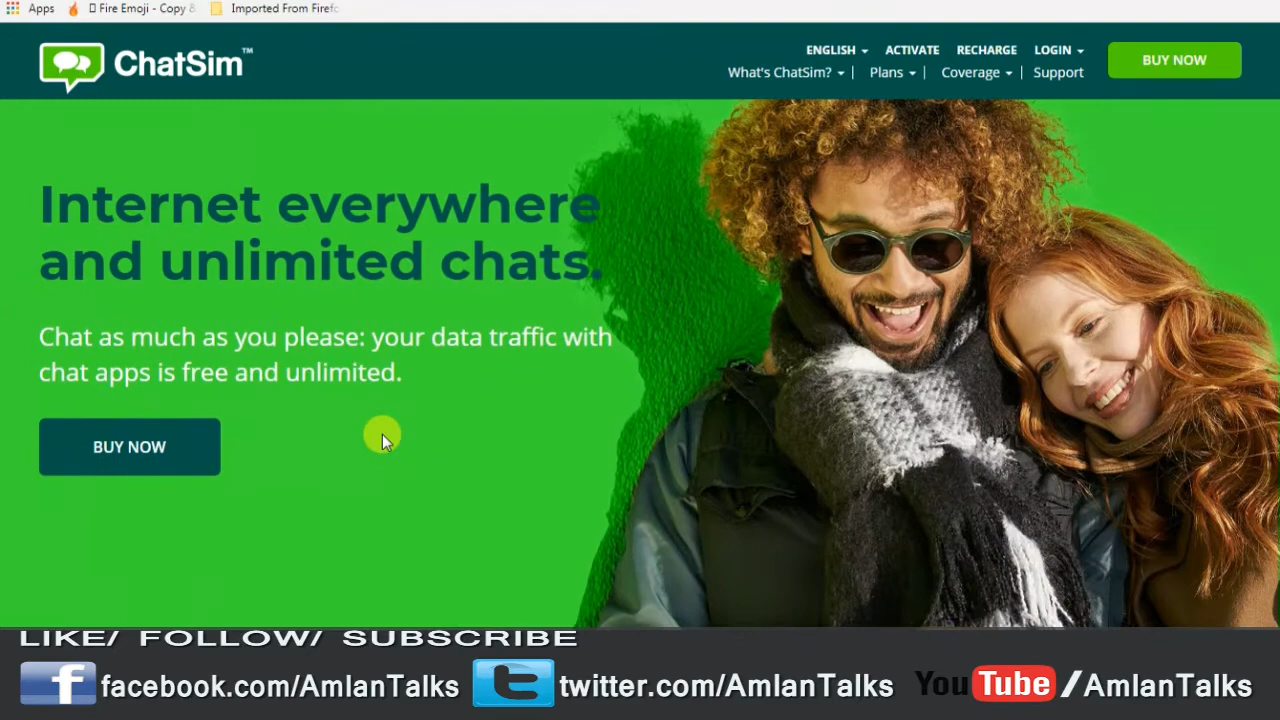 Apps Fire Emoji - Copy & Imported From Firefo
ChatSim™
ENGLISH ACTIVATE RECHARGE LOGIN
What's ChatSim? | Plans | Coverage | Support
BUY NOW
Internet everywhere
and unlimited chats.
Chat as much as you please: your data traffic with
chat apps is free and unlimited.
BUY NOW
LIKE/ FOLLOW/ SUBSCRIBE
f facebook.com/AmlanTalks t twitter.com/AmlanTalks YouTube/AmlanTalks